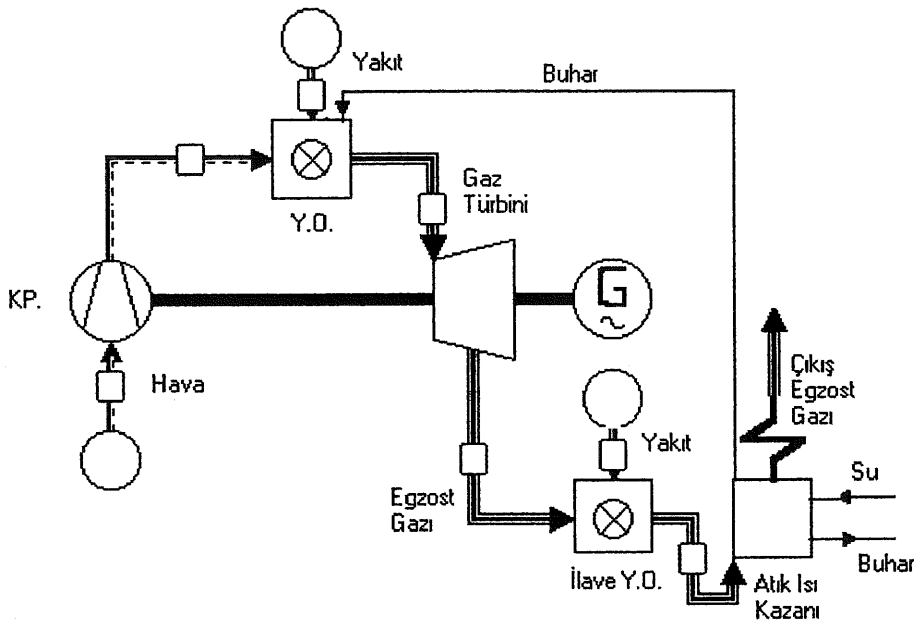 Yakıt
Buhar
Y.O.
Gaz
Türbini
KP.
G
~
Hava
Çıkış
Egzost
Gazı
Yakıt
Egzost
Gazı
Su
Buhar
İlave Y.O.
Atık Isı
Kazanı